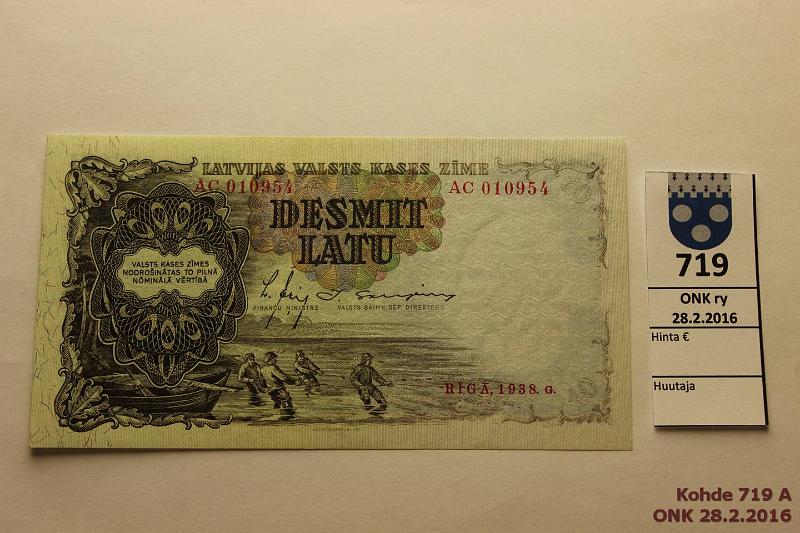 LATVIJAS VALSTS KASES ZĪME
AC 010954 AC 010954
DESMIT
LATU
VALSTS KASES ZĪMES
NODROŠINĀTAS TO PILNĀ
NOMINĀLĀ VĒRTĪBĀ
FINANČU MINISTRS VALSTS SAIMN. DEP. DIREKTORS
RĪGĀ, 1938. G.
719
ONK ry
28.2.2016
Hinta €
Huutaja
Kohde 719 A
ONK 28.2.2016